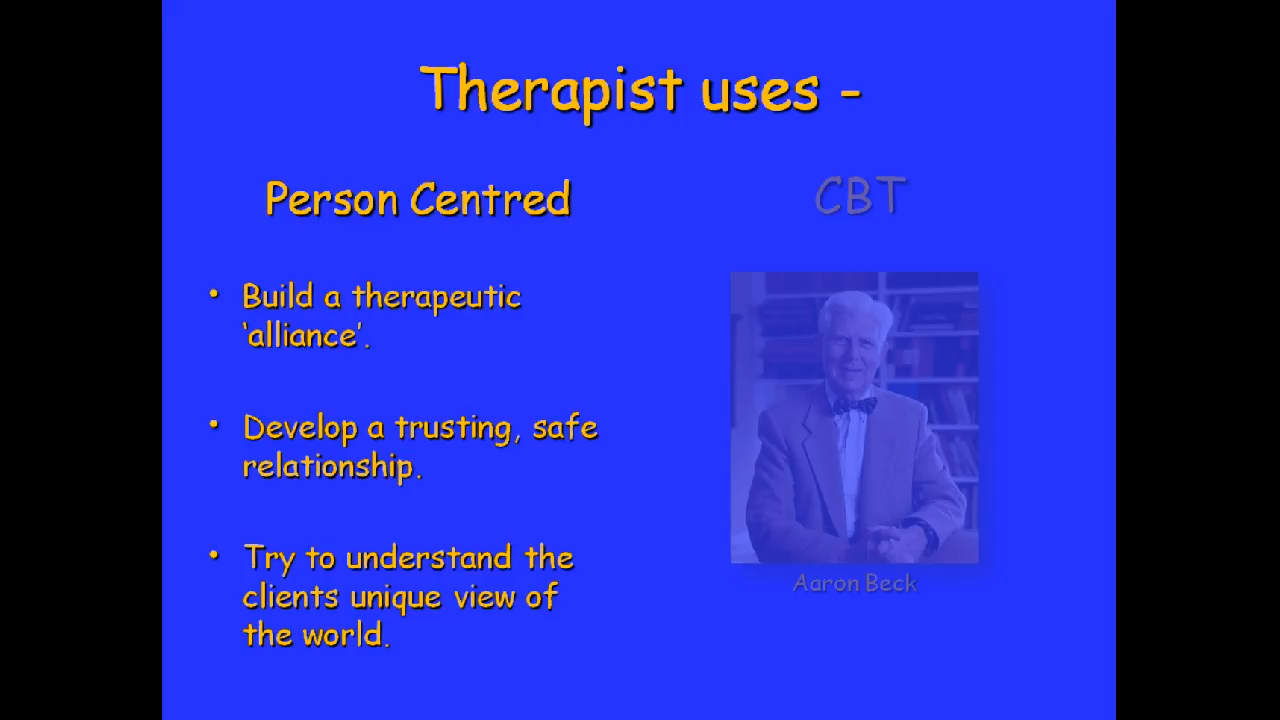 Therapist uses -
Person Centred
• Build a therapeutic
‘alliance’.
• Develop a trusting, safe
relationship.
• Try to understand the
clients unique view of
the world.
CBT
Aaron Beck